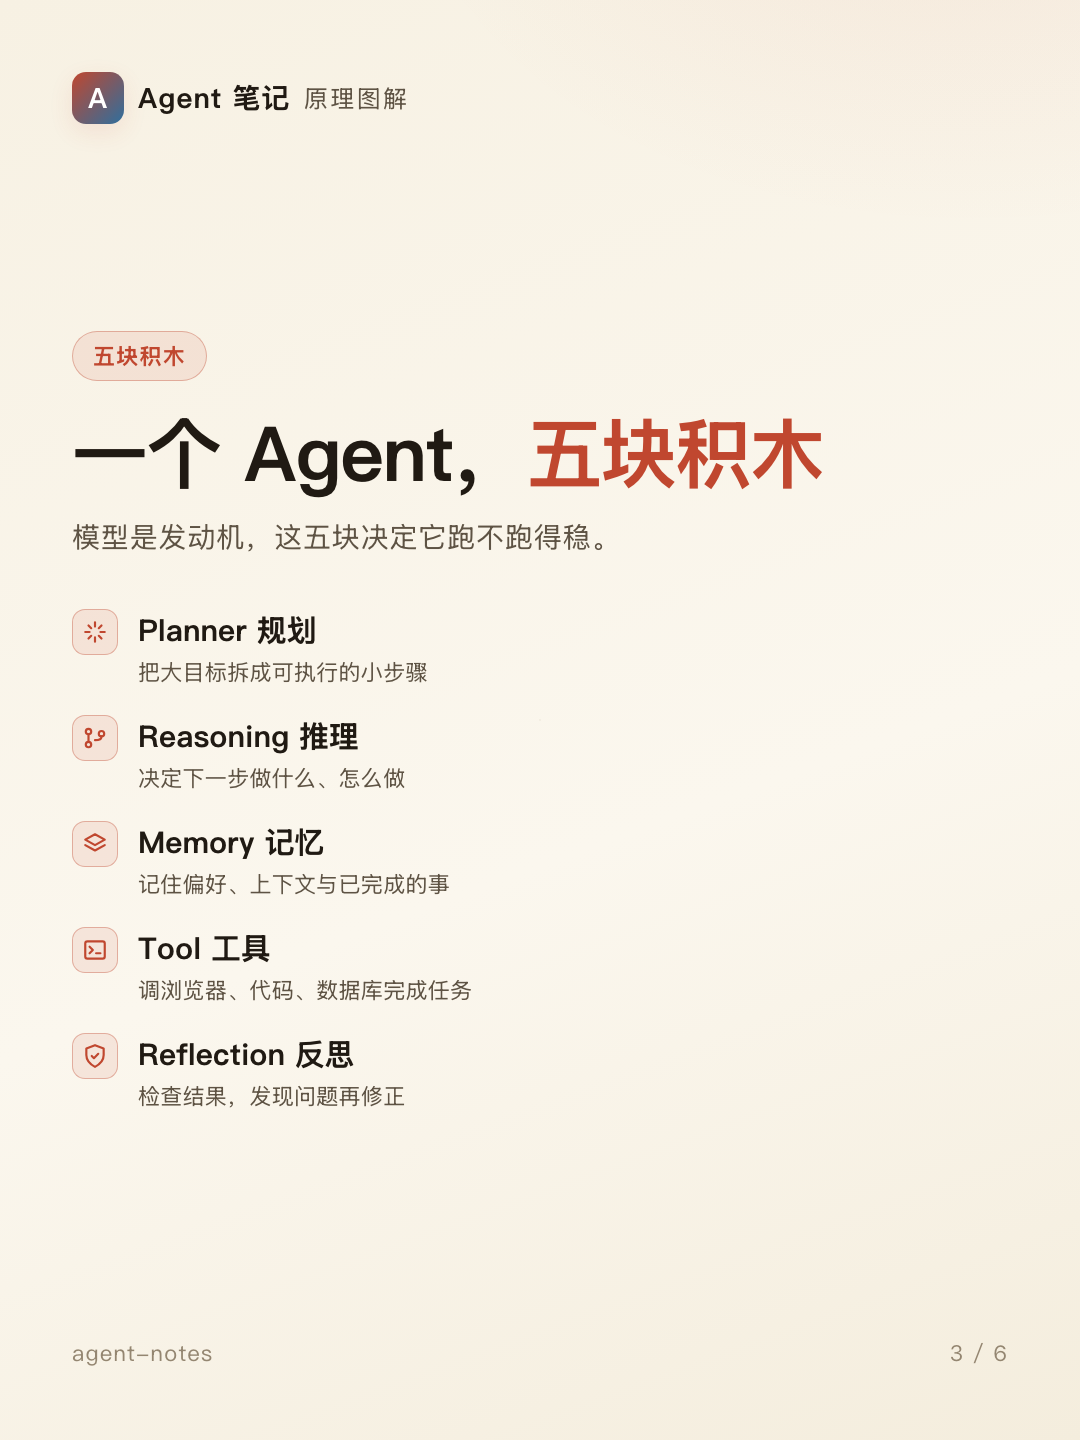 A Agent 笔记 原理图解
五块积木
一个 Agent，五块积木
模型是发动机，这五块决定它跑不跑得稳。
Planner 规划
把大目标拆成可执行的小步骤
Reasoning 推理
决定下一步做什么、怎么做
Memory 记忆
记住偏好、上下文与已完成的事
Tool 工具
调浏览器、代码、数据库完成任务
Reflection 反思
检查结果，发现问题再修正
agent-notes
3 / 6